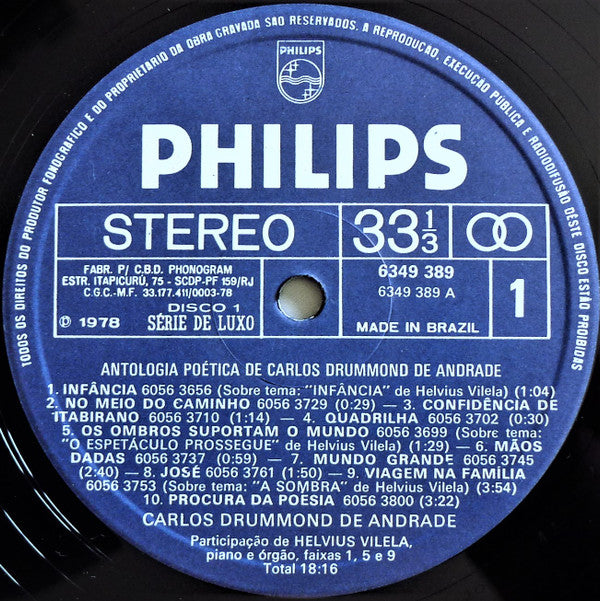 TODOS OS DIREITOS DO PRODUTOR FONOGRÁFICO E DO PROPRIETÁRIO DA OBRA GRAVADA SÃO RESERVADOS. A REPRODUÇÃO, EXECUÇÃO PÚBLICA E RADIODIFUSÃO DÊSTE DISCO ESTÃO PROIBIDAS
PHILIPS
PHILIPS
STEREO
33 1/3
FABR. P/ C.B.D. PHONOGRAM
ESTR. ITAPICURÚ, 75 - SCDP-PF 159/RJ
C.G.C.-M.F. 33.177.411/0003-78
DISCO 1
℗ 1978 SÉRIE DE LUXO
6349 389
6349 389 A
MADE IN BRAZIL
1
ANTOLOGIA POÉTICA DE CARLOS DRUMMOND DE ANDRADE
1. INFÂNCIA 6056 3656 (Sobre tema: "INFÂNCIA" de Helvius Vilela) (1:04)
2. NO MEIO DO CAMINHO 6056 3729 (0:29) — 3. CONFIDÊNCIA DE
ITABIRANO 6056 3710 (1:14) — 4. QUADRILHA 6056 3702 (0:30)
5. OS OMBROS SUPORTAM O MUNDO 6056 3699 (Sobre tema:
"O ESPETÁCULO PROSSEGUE" de Helvius Vilela) (1:29) — 6. MÃOS
DADAS 6056 3737 (0:59) — 7. MUNDO GRANDE 6056 3745
(2:40) — 8. JOSÉ 6056 3761 (1:50) — 9. VIAGEM NA FAMÍLIA
6056 3753 (Sobre tema: "A SOMBRA" de Helvius Vilela) (3:54)
10. PROCURA DA POESIA 6056 3800 (3:22)
CARLOS DRUMMOND DE ANDRADE
Participação de HELVIUS VILELA,
piano e órgão, faixas 1, 5 e 9
Total 18:16